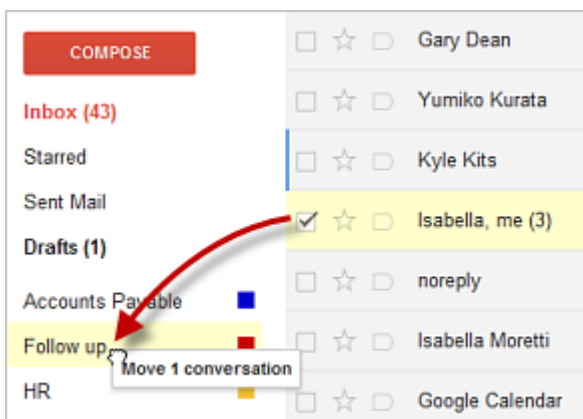 COMPOSE
Inbox (43)
Starred
Sent Mail
Drafts (1)
Accounts Payable
Follow up
Move 1 conversation
HR
Gary Dean
Yumiko Kurata
Kyle Kits
Isabella, me (3)
noreply
Isabella Moretti
Google Calendar